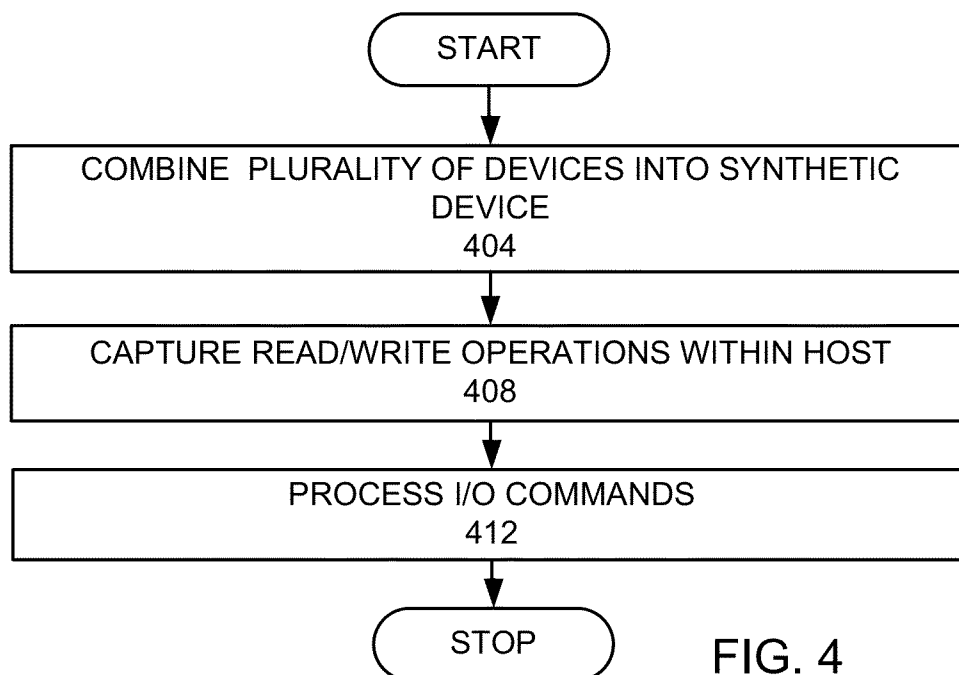 START
COMBINE PLURALITY OF DEVICES INTO SYNTHETIC
DEVICE
404
CAPTURE READ/WRITE OPERATIONS WITHIN HOST
408
PROCESS I/O COMMANDS
412
STOP
FIG. 4